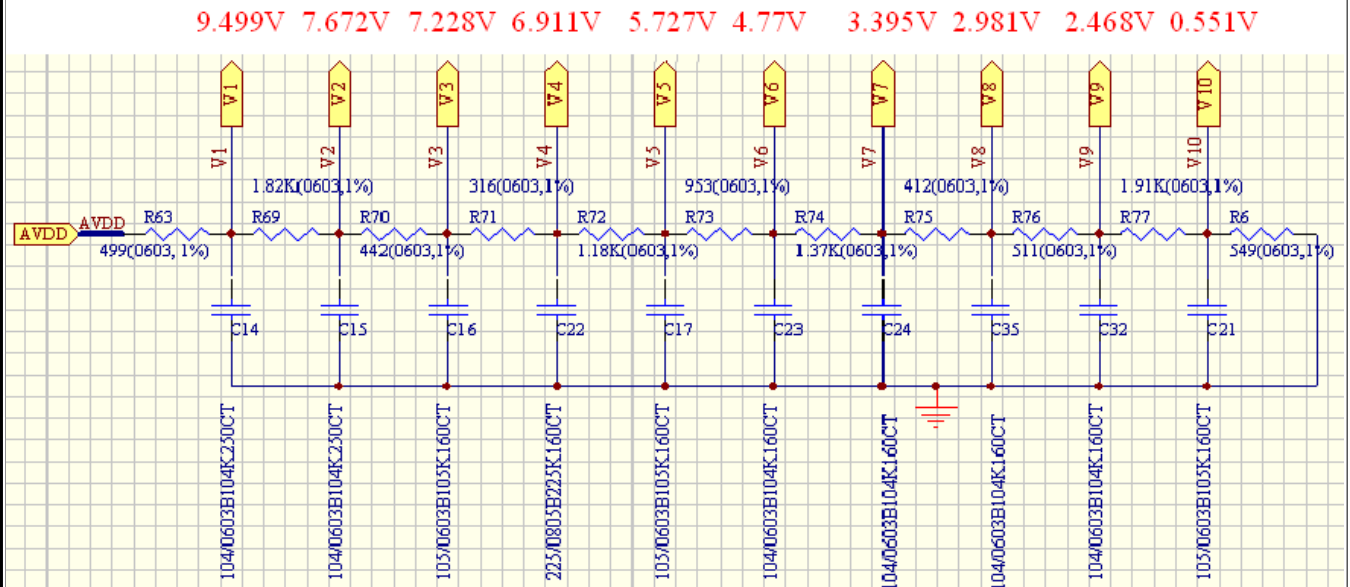 9.499V 7.672V 7.228V 6.911V 5.727V 4.77V 3.395V 2.981V 2.468V 0.551V
V1 V2 V3 V4 V5 V6 V7 V8 V9 V10
V1 V2 V3 V4 V5 V6 V7 V8 V9 V10
1.82K(0603,1%) 316(0603,1%) 953(0603,1%) 412(0603,1%) 1.91K(0603,1%)
AVDD AVDD R63 R69 R70 R71 R72 R73 R74 R75 R76 R77 R6
499(0603, 1%) 442(0603,1%) 1.18K(0603,1%) 1.37K(0603,1%) 511(0603,1%) 549(0603,1%)
C14 C15 C16 C22 C17 C23 C24 C35 C32 C21
104/0603B104K250CT
104/0603B104K250CT
105/0603B105K160CT
225/0805B225K160CT
105/0603B105K160CT
104/0603B104K160CT
104/0603B104K160CT
104/0603B104K160CT
104/0603B104K160CT
105/0603B105K160CT